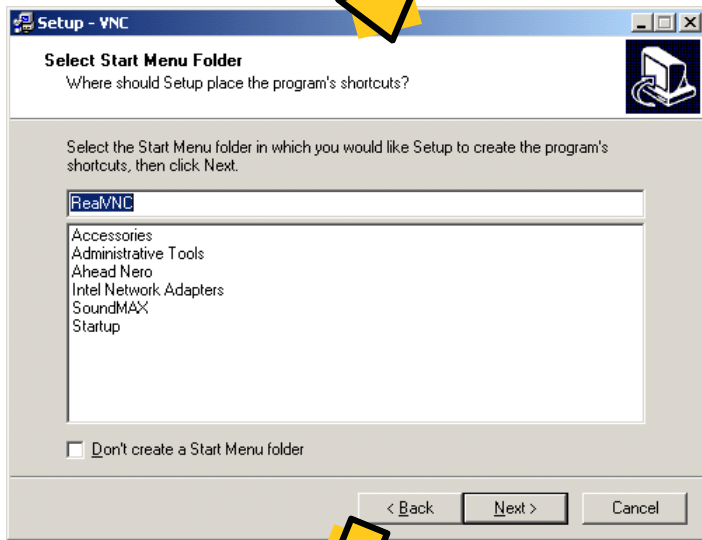 Setup - VNC
Select Start Menu Folder
Where should Setup place the program's shortcuts?
Select the Start Menu folder in which you would like Setup to create the program's
shortcuts, then click Next.
RealVNC
Accessories
Administrative Tools
Ahead Nero
Intel Network Adapters
SoundMAX
Startup
Don't create a Start Menu folder
< Back Next > Cancel